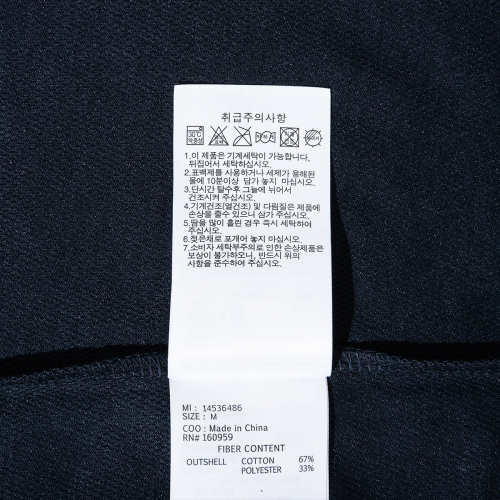 취급주의사항
30℃
약중성
1.이 제품은 기계세탁이 가능합니다.
뒤집어서 세탁하십시오.
2.표백제를 사용하거나 세제가 용해된
물에 10분이상 담가 놓지 마십시오.
3.단시간 탈수후 그늘에 뉘어서
건조시켜 주십시오.
4.기계건조(열건조) 및 다림질은 제품에
손상을 줄수 있으니 삼가 주십시오.
5.땀을 많이 흘린 경우 즉시 세탁하여
주십시오.
6.젖은채로 포개어 놓지 마십시오.
7.소비자 세탁부주의로 인한 손상제품은
보상이 불가하오니, 반드시 위의
사항을 준수하여 주십시오.
MI : 14536486
SIZE : M
COO : Made in China
RN# 160959
FIBER CONTENT
OUTSHELL COTTON 67%
POLYESTER 33%